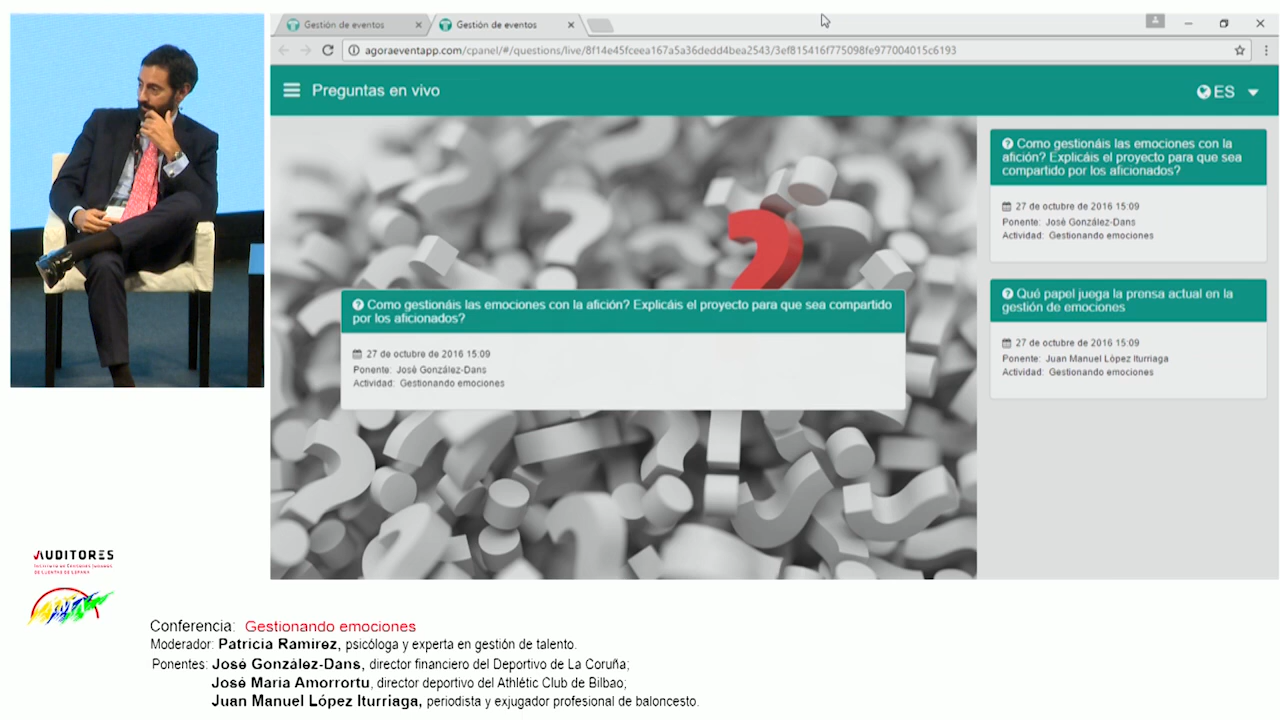 Gestión de eventos
Gestión de eventos
agoraeventapp.com/cpanel/#/questions/live/8f14e45fceea167a5a36dedd4bea2543/3ef815416f775098fe977004015c6193
Preguntas en vivo
ES
Como gestionáis las emociones con la afición? Explicáis el proyecto para que sea compartido
por los aficionados?
27 de octubre de 2016 15:09
Ponente: José González-Dans
Actividad: Gestionando emociones
Como gestionáis las emociones con la
afición? Explicáis el proyecto para que sea
compartido por los aficionados?
27 de octubre de 2016 15:09
Ponente: José González-Dans
Actividad: Gestionando emociones
Qué papel juega la prensa actual en la
gestión de emociones
27 de octubre de 2016 15:09
Ponente: Juan Manuel López Iturriaga
Actividad: Gestionando emociones
AUDITORES
Conferencia: Gestionando emociones
Moderador: Patricia Ramirez, psicóloga y experta en gestión de talento.
Ponentes: José González-Dans, director financiero del Deportivo de La Coruña;
José Maria Amorrortu, director deportivo del Athlétic Club de Bilbao;
Juan Manuel López Iturriaga, periodista y exjugador profesional de baloncesto.